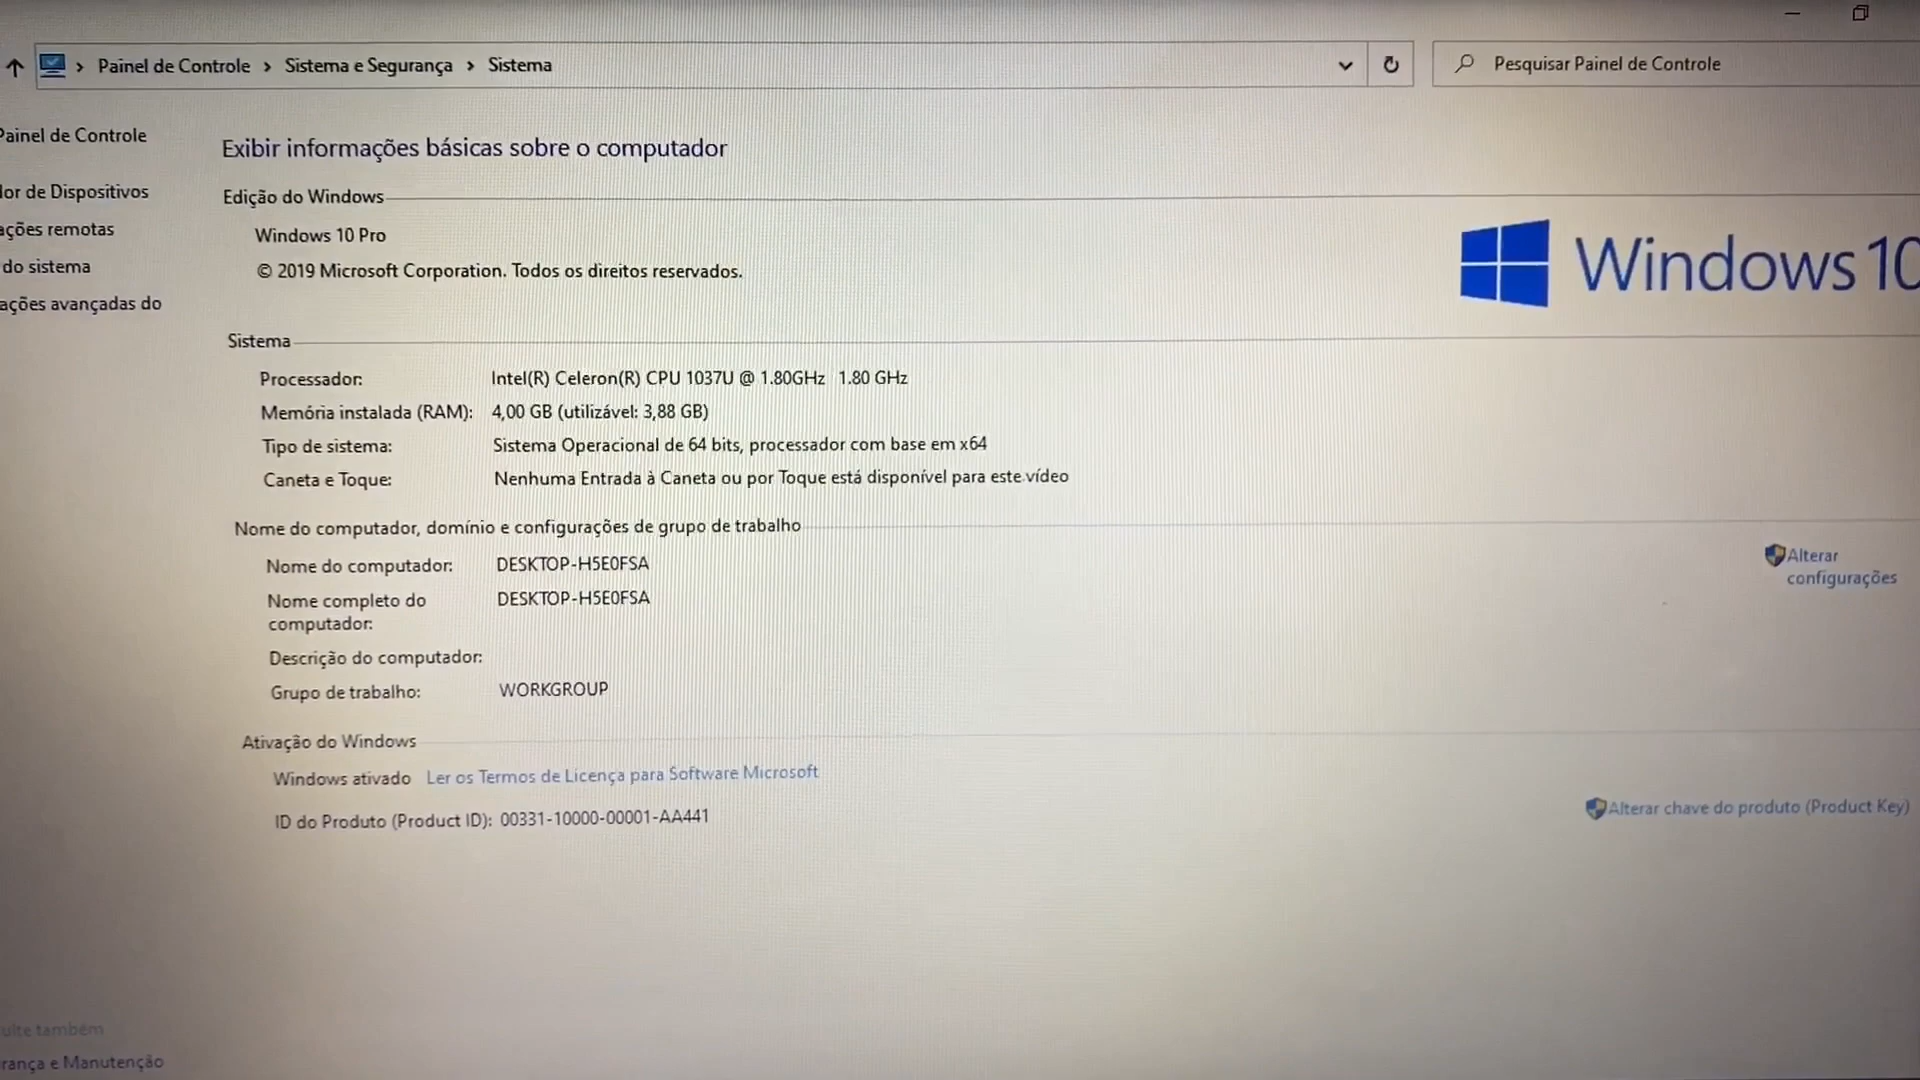 Painel de Controle > Sistema e Segurança > Sistema
Pesquisar Painel de Controle
Painel de Controle
dor de Dispositivos
ações remotas
do sistema
ações avançadas do
Exibir informações básicas sobre o computador
Edição do Windows
Windows 10 Pro
© 2019 Microsoft Corporation. Todos os direitos reservados.
Windows 10
Sistema
Processador: Intel(R) Celeron(R) CPU 1037U @ 1.80GHz 1.80 GHz
Memória instalada (RAM): 4,00 GB (utilizável: 3,88 GB)
Tipo de sistema: Sistema Operacional de 64 bits, processador com base em x64
Caneta e Toque: Nenhuma Entrada à Caneta ou por Toque está disponível para este vídeo
Nome do computador, domínio e configurações de grupo de trabalho
Nome do computador: DESKTOP-H5E0FSA
Alterar
configurações
Nome completo do DESKTOP-H5E0FSA
computador:
Descrição do computador:
Grupo de trabalho: WORKGROUP
Ativação do Windows
Windows ativado Ler os Termos de Licença para Software Microsoft
ID do Produto (Product ID): 00331-10000-00001-AA441
Alterar chave do produto (Product Key)
ulte também
rança e Manutenção